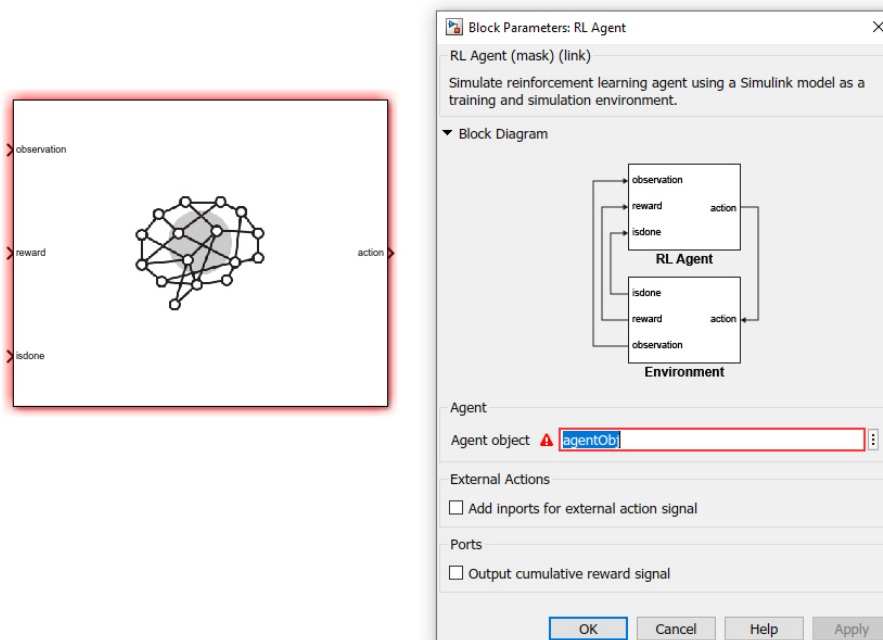 observation
reward
isdone
action
Block Parameters: RL Agent
RL Agent (mask) (link)
Simulate reinforcement learning agent using a Simulink model as a
training and simulation environment.
Block Diagram
observation
reward
isdone
action
RL Agent
isdone
reward
observation
action
Environment
Agent
Agent object
agentObj
External Actions
Add inports for external action signal
Ports
Output cumulative reward signal
OK Cancel Help Apply